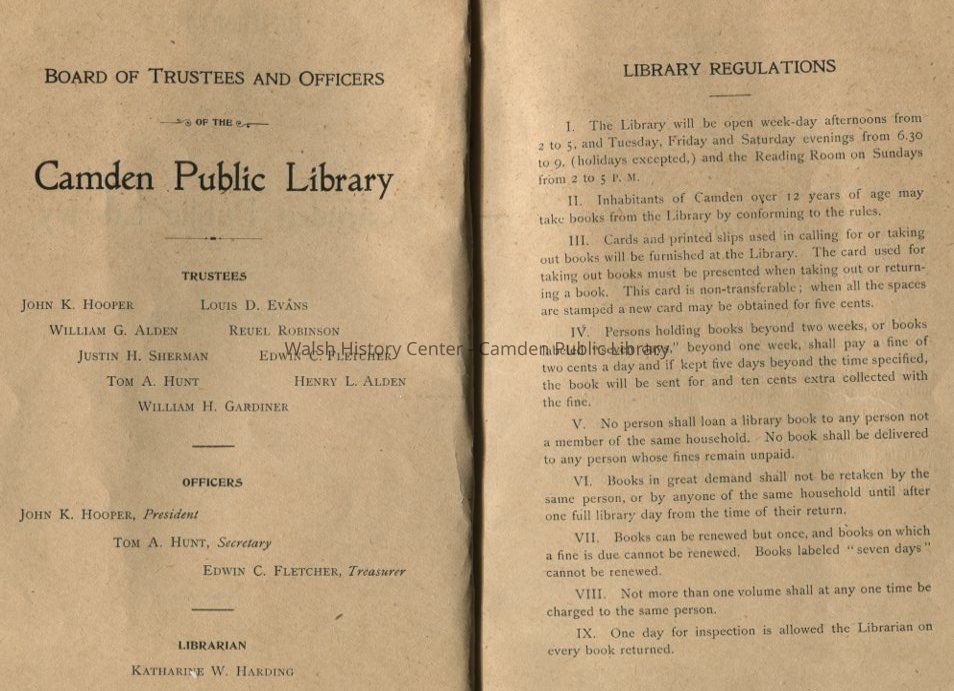 BOARD OF TRUSTEES AND OFFICERS
OF THE
Camden Public Library
TRUSTEES
JOHN K. HOOPER LOUIS D. EVANS
WILLIAM G. ALDEN REUEL ROBINSON
JUSTIN H. SHERMAN EDWIN C. FLETCHER
TOM A. HUNT HENRY L. ALDEN
WILLIAM H. GARDINER
OFFICERS
JOHN K. HOOPER, President
TOM A. HUNT, Secretary
EDWIN C. FLETCHER, Treasurer
LIBRARIAN
KATHARINE W. HARDING
LIBRARY REGULATIONS
I. The Library will be open week-day afternoons from
2 to 5, and Tuesday, Friday and Saturday evenings from 6.30
to 9, (holidays excepted,) and the Reading Room on Sundays
from 2 to 5 P. M.
II. Inhabitants of Camden over 12 years of age may
take books from the Library by conforming to the rules.
III. Cards and printed slips used in calling for or taking
out books will be furnished at the Library. The card used for
taking out books must be presented when taking out or return-
ing a book. This card is non-transferable; when all the spaces
are stamped a new card may be obtained for five cents.
IV. Persons holding books beyond two weeks, or books
labeled "seven days" beyond one week, shall pay a fine of
two cents a day and if kept five days beyond the time specified,
the book will be sent for and ten cents extra collected with
the fine.
V. No person shall loan a library book to any person not
a member of the same household. No book shall be delivered
to any person whose fines remain unpaid.
VI. Books in great demand shall not be retaken by the
same person, or by anyone of the same household until after
one full library day from the time of their return.
VII. Books can be renewed but once, and books on which
a fine is due cannot be renewed. Books labeled "seven days"
cannot be renewed.
VIII. Not more than one volume shall at any one time be
charged to the same person.
IX. One day for inspection is allowed the Librarian on
every book returned.
Walsh History Center - Camden Public Library